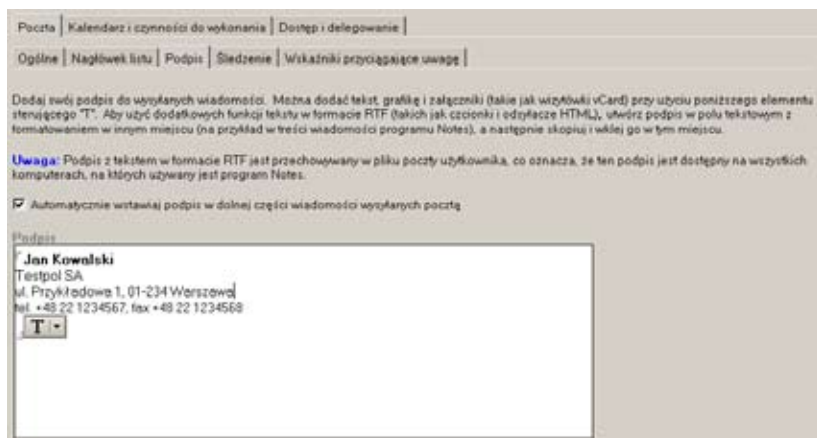 Poczta Kalendarz i czynności do wykonania Dostęp i delegowanie
Ogólne Nagłówek listu Podpis Śledzenie Wskaźniki przyciągające uwagę
Dodaj swój podpis do wysyłanych wiadomości. Można dodać tekst, grafikę i załączniki (takie jak wizytówki vCard) przy użyciu poniższego elementu
sterującego "T". Aby użyć dodatkowych funkcji tekstu w formacie RTF (takich jak czcionki i odsyłacze HTML), utwórz podpis w polu tekstowym z
formatowaniem w innym miejscu (na przykład w treści wiadomości programu Notes), a następnie skopiuj i wklej go w tym miejscu.
Uwaga: Podpis z tekstem w formacie RTF jest przechowywany w pliku poczty użytkownika, co oznacza, że ten podpis jest dostępny na wszystkich
komputerach, na których używany jest program Notes.
Automatycznie wstawiaj podpis w dolnej części wiadomości wysyłanych pocztą
Podpis
Jan Kowalski
Testpol SA
ul. Przykładowa 1, 01-234 Warszawa
tel. +48 22 1234567, fax +48 22 1234568
T